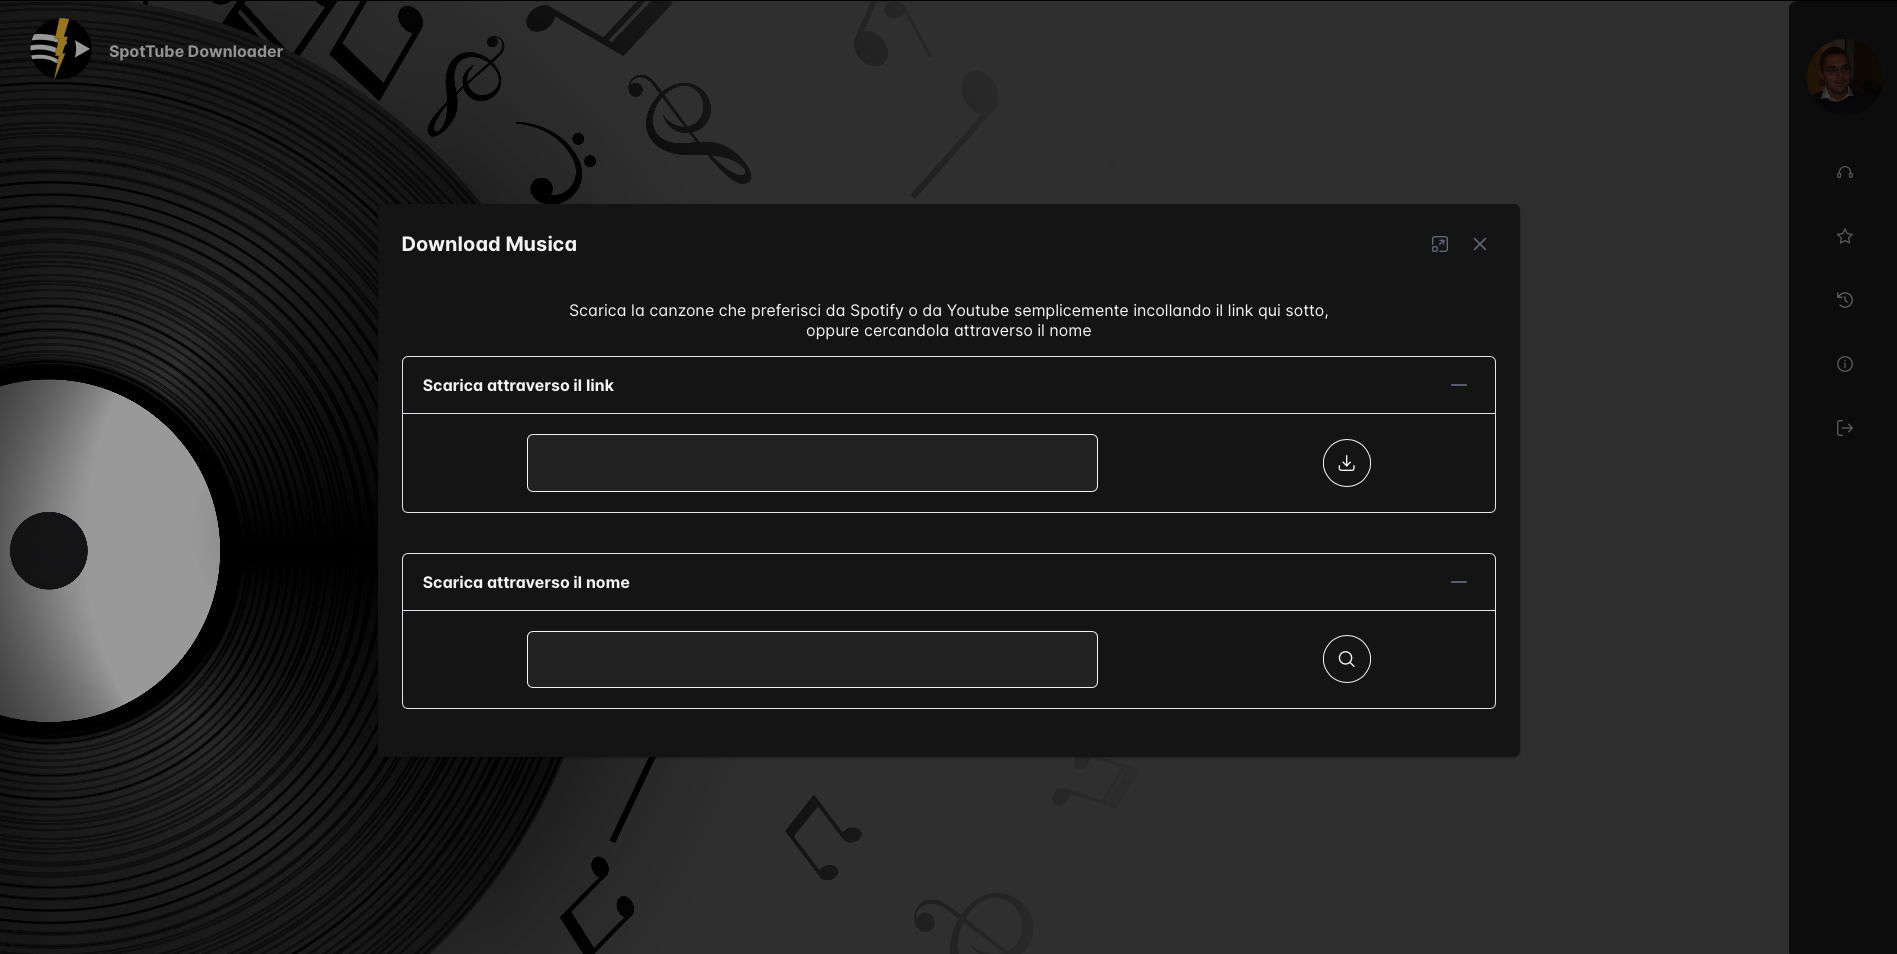 SpotTube Downloader
Download Musica
Scarica la canzone che preferisci da Spotify o da Youtube semplicemente incollando il link qui sotto,
oppure cercandola attraverso il nome
Scarica attraverso il link
Scarica attraverso il nome